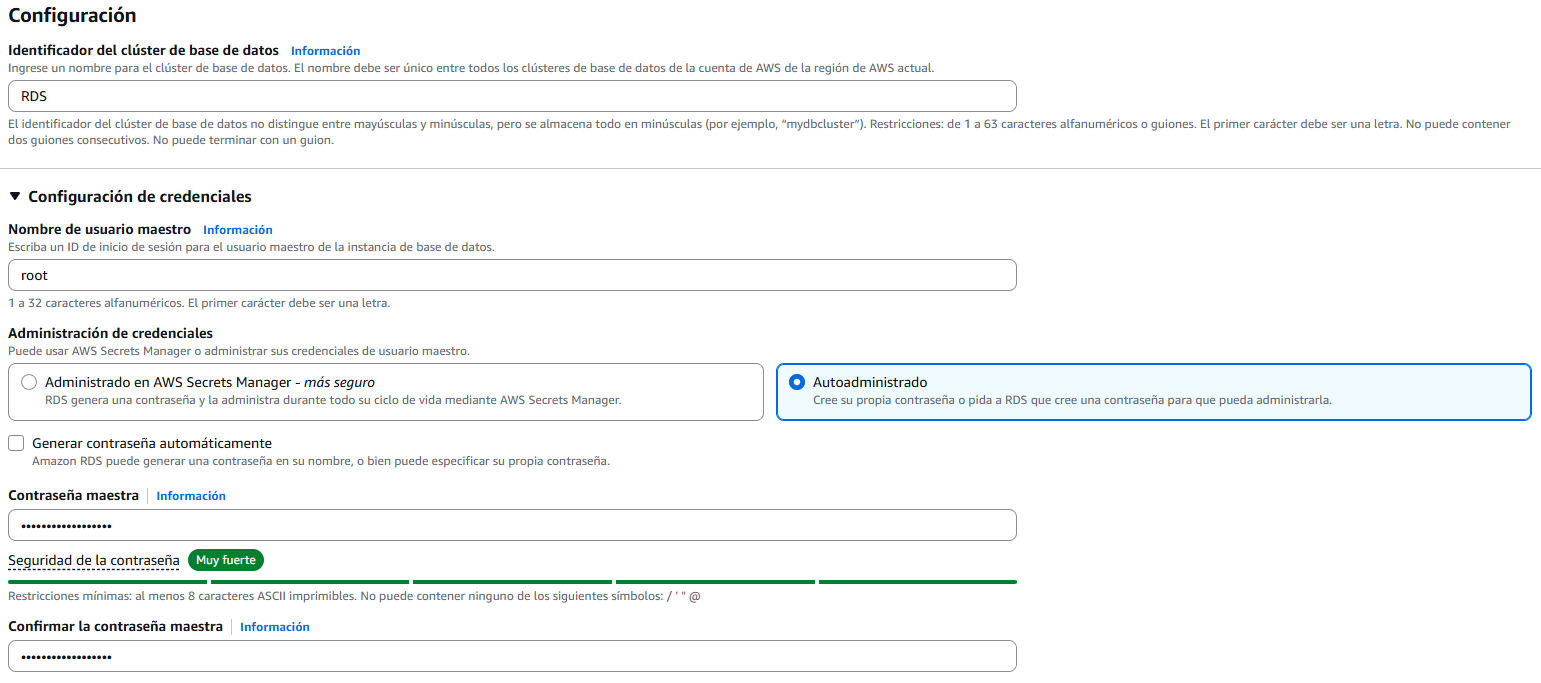 Configuración
Identificador del clúster de base de datos Información
Ingrese un nombre para el clúster de base de datos. El nombre debe ser único entre todos los clústeres de base de datos de la cuenta de AWS de la región de AWS actual.
RDS
El identificador del clúster de base de datos no distingue entre mayúsculas y minúsculas, pero se almacena todo en minúsculas (por ejemplo, “mydbcluster”). Restricciones: de 1 a 63 caracteres alfanuméricos o guiones. El primer carácter debe ser una letra. No puede contener
dos guiones consecutivos. No puede terminar con un guion.
Configuración de credenciales
Nombre de usuario maestro Información
Escriba un ID de inicio de sesión para el usuario maestro de la instancia de base de datos.
root
1 a 32 caracteres alfanuméricos. El primer carácter debe ser una letra.
Administración de credenciales
Puede usar AWS Secrets Manager o administrar sus credenciales de usuario maestro.
Administrado en AWS Secrets Manager - más seguro
RDS genera una contraseña y la administra durante todo su ciclo de vida mediante AWS Secrets Manager.
Autoadministrado
Cree su propia contraseña o pida a RDS que cree una contraseña para que pueda administrarla.
Generar contraseña automáticamente
Amazon RDS puede generar una contraseña en su nombre, o bien puede especificar su propia contraseña.
Contraseña maestra Información
••••••••••••••••••
Seguridad de la contraseña Muy fuerte
Restricciones mínimas: al menos 8 caracteres ASCII imprimibles. No puede contener ninguno de los siguientes símbolos: / ' " @
Confirmar la contraseña maestra Información
••••••••••••••••••